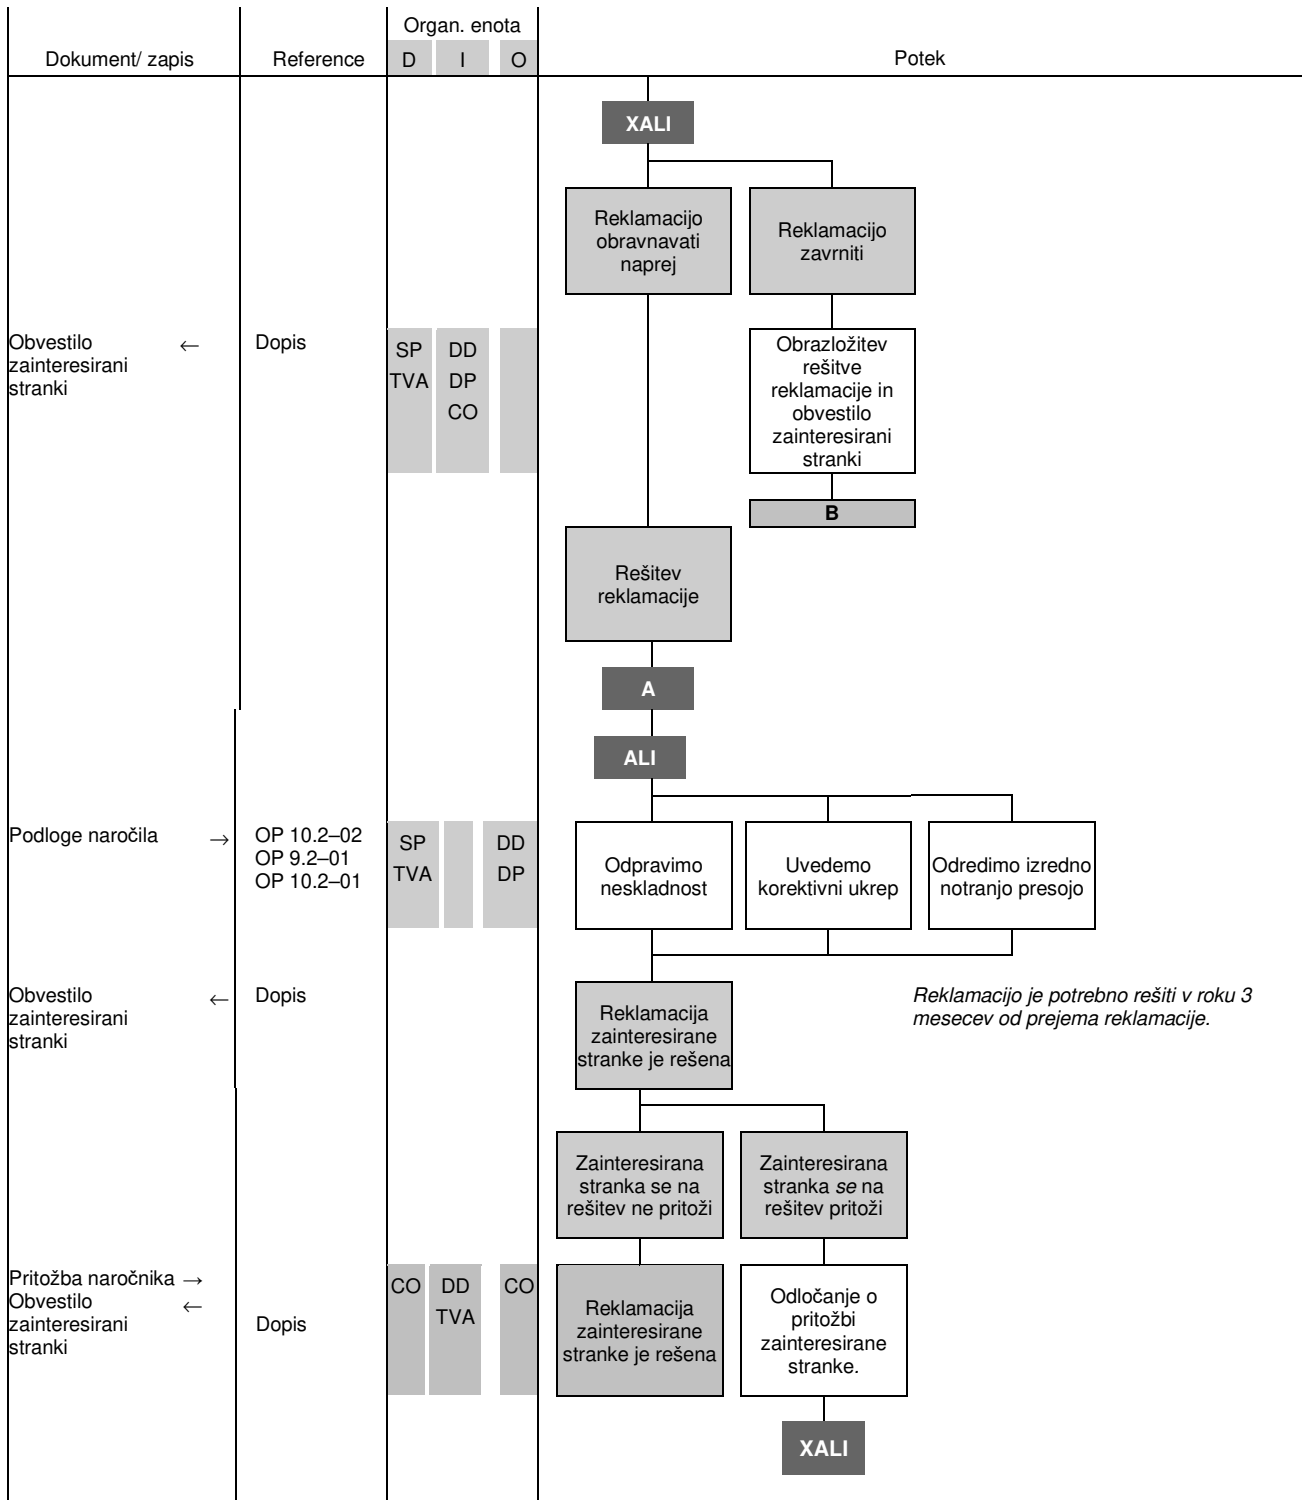 Organ. enota
Dokument/ zapis
Reference
D
I
O
Potek
XALI
Reklamacijo
obravnavati
naprej
Reklamacijo
zavrniti
Obvestilo ←
zainteresirani
stranki
Dopis
SP
TVA
DD
DP
CO
Obrazložitev
rešitve
reklamacije in
obvestilo
zainteresirani
stranki
B
Rešitev
reklamacije
A
ALI
Podloge naročila →
OP 10.2–02
OP 9.2–01
OP 10.2–01
SP
TVA
DD
DP
Odpravimo
neskladnost
Uvedemo
korektivni ukrep
Odredimo izredno
notranjo presojo
Obvestilo ←
zainteresirani
stranki
Dopis
Reklamacija
zainteresirane
stranke je rešena
Reklamacijo je potrebno rešiti v roku 3
mesecev od prejema reklamacije.
Zainteresirana
stranka se na
rešitev ne pritoži
Zainteresirana
stranka se na
rešitev pritoži
Pritožba naročnika →
Obvestilo ←
zainteresirani
stranki
Dopis
CO
DD
TVA
CO
Reklamacija
zainteresirane
stranke je rešena
Odločanje o
pritožbi
zainteresirane
stranke.
XALI